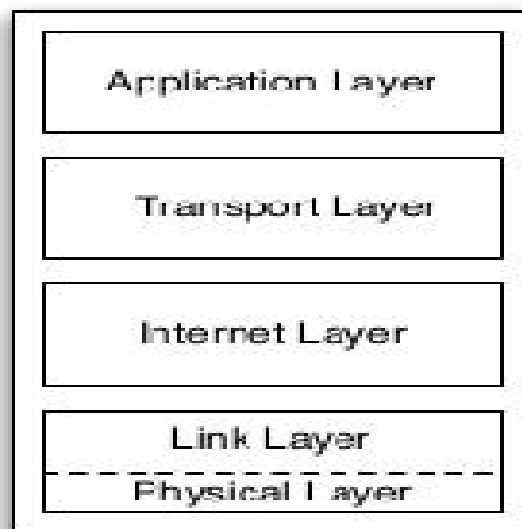 Application Layer
Transport Layer
Internet Layer
Link Layer
Physical Layer